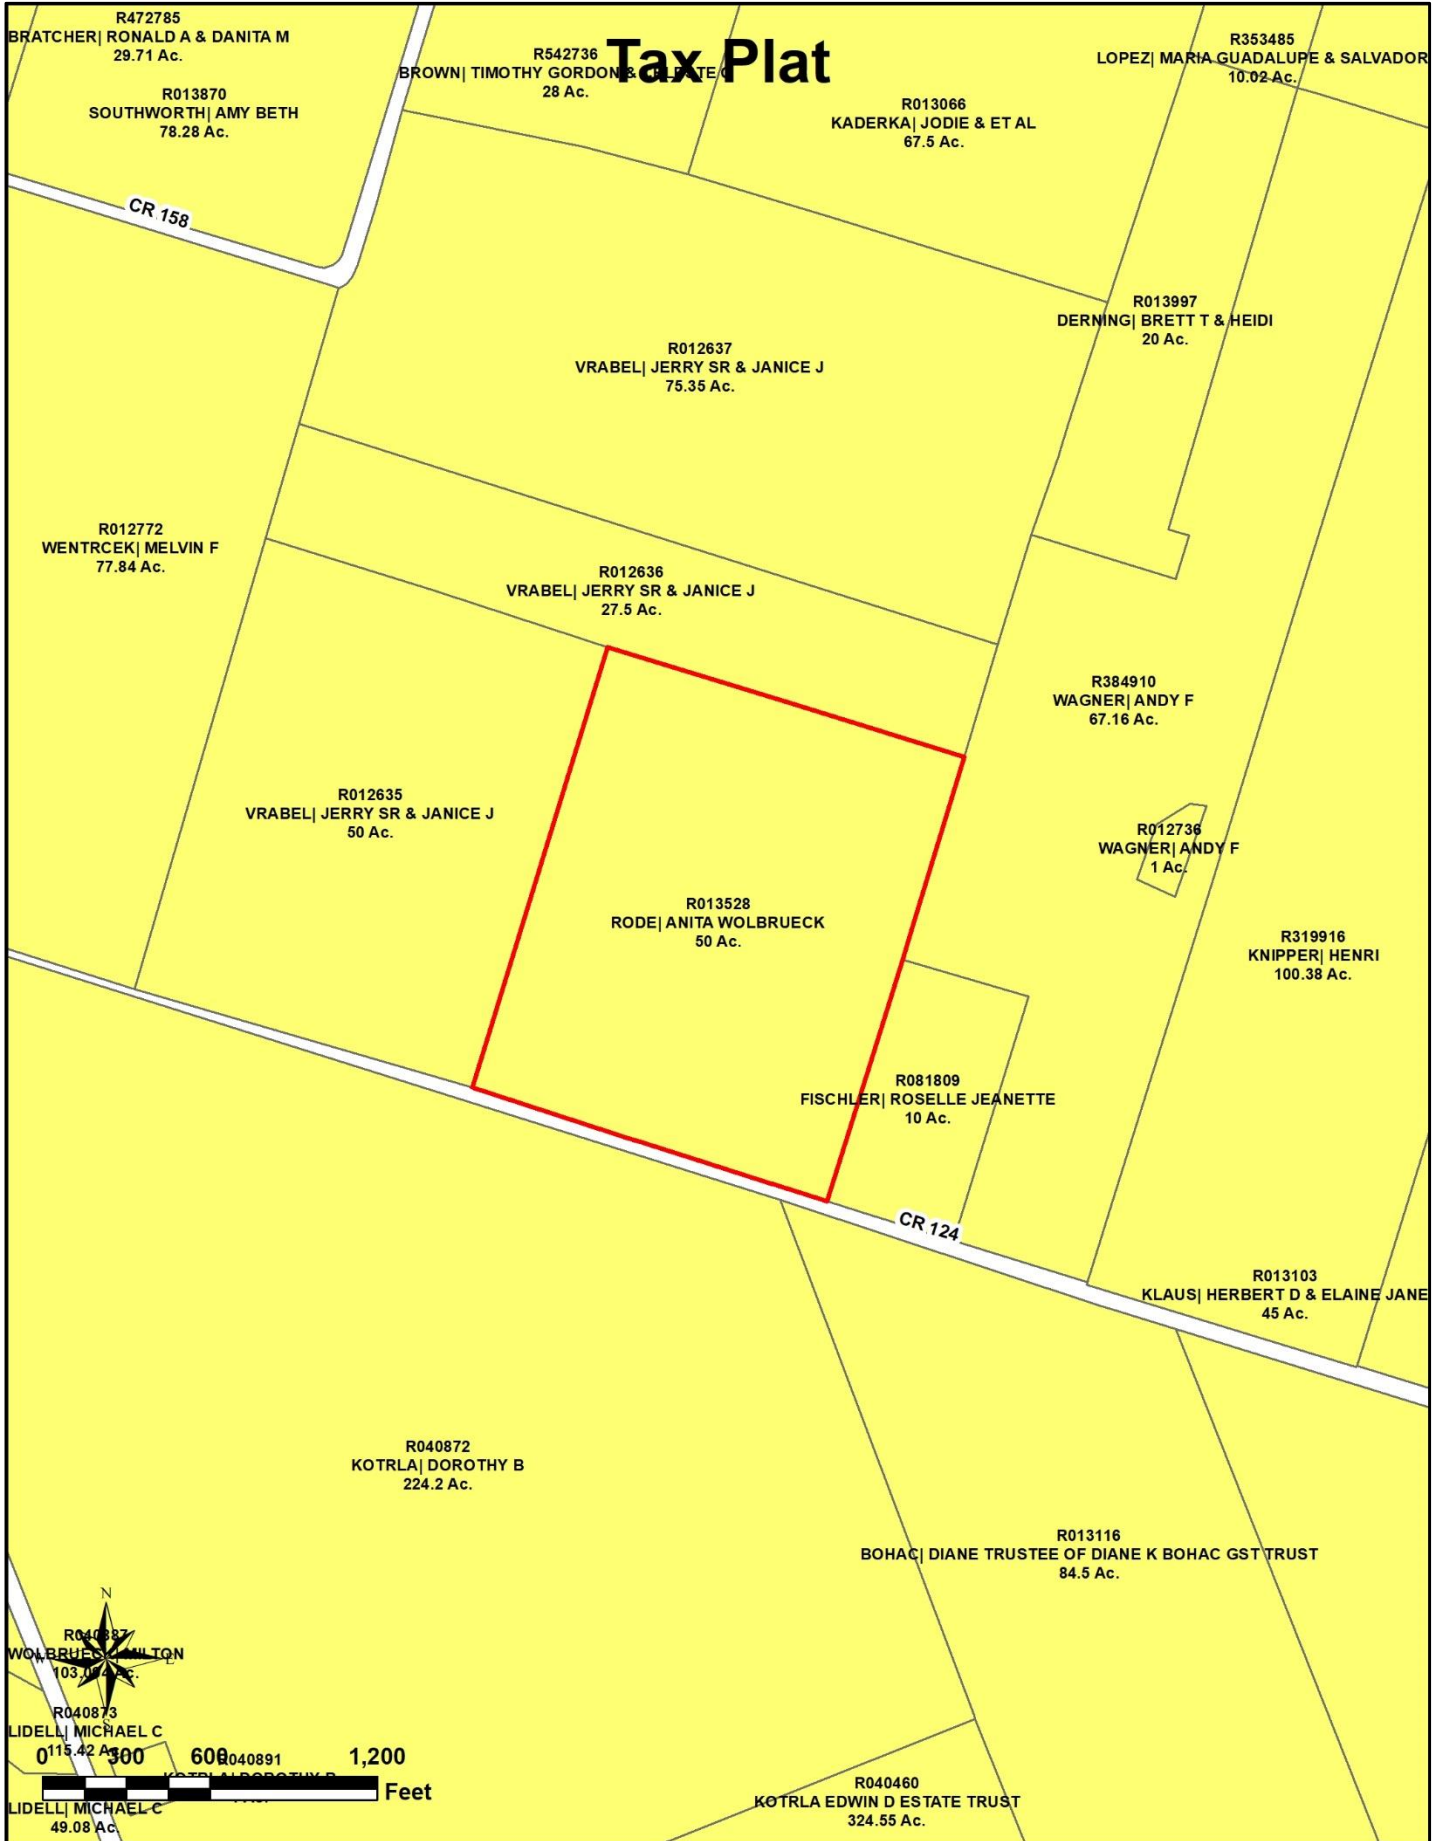 Tax Plat
R472785
BRATCHER| RONALD A & DANITA M
29.71 Ac.
R013870
SOUTHWORTH| AMY BETH
78.28 Ac.
R542736
BROWN| TIMOTHY GORDON &
28 Ac.
R013066
KADERKA| JODIE & ET AL
67.5 Ac.
R353485
LOPEZ| MARIA GUADALUPE & SALVADOR
10.02 Ac.
CR 158
R013997
DERNING| BRETT T & HEIDI
20 Ac.
R012637
VRABEL| JERRY SR & JANICE J
75.35 Ac.
R012772
WENTRCEK| MELVIN F
77.84 Ac.
R012636
VRABEL| JERRY SR & JANICE J
27.5 Ac.
R384910
WAGNER| ANDY F
67.16 Ac.
R012635
VRABEL| JERRY SR & JANICE J
50 Ac.
R012736
WAGNER| ANDY F
1 Ac.
R013528
RODE| ANITA WOLBRUECK
50 Ac.
R319916
KNIPPER| HENRI
100.38 Ac.
R081809
FISCHLER| ROSELLE JEANETTE
10 Ac.
CR 124
R013103
KLAUS| HERBERT D & ELAINE JANE
45 Ac.
R040872
KOTRLA| DOROTHY B
224.2 Ac.
R013116
BOHAC| DIANE TRUSTEE OF DIANE K BOHAC GST TRUST
84.5 Ac.
N
W
E
S
WOLBRUECK| MILTON
R040873
LIDELL| MICHAEL C
115.42 Ac.
0 300 600 1,200
Feet
R040891
KOTRLA| DOROTHY B
LIDELL| MICHAEL C
49.08 Ac.
R040460
KOTRLA EDWIN D ESTATE TRUST
324.55 Ac.